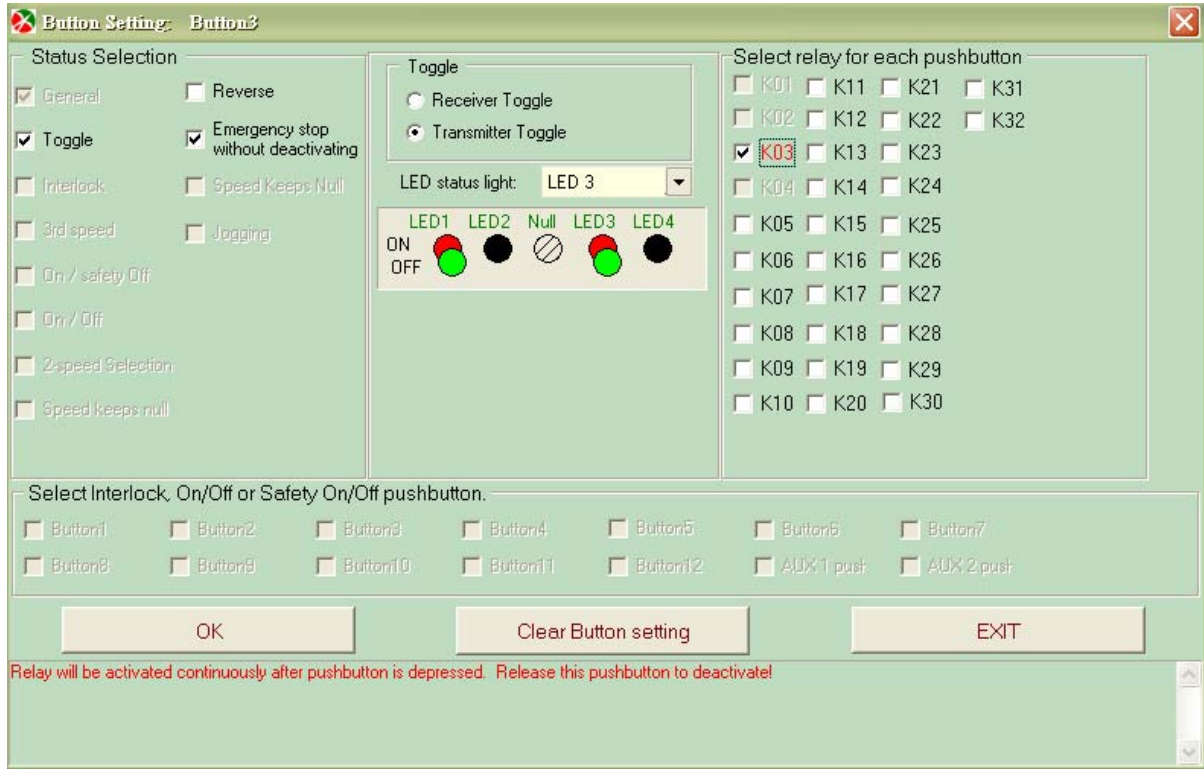 Button Setting: Button3
Status Selection
General
Reverse
Toggle
Emergency stop
without deactivating
Interlock
Speed Keeps Null
3rd speed
Jogging
On / safety Off
On / Off
2-speed Selection
Speed keeps null
Toggle
Receiver Toggle
Transmitter Toggle
LED status light: LED 3
LED1 LED2 Null LED3 LED4
ON
OFF
Select relay for each pushbutton
K01 K11 K21 K31
K02 K12 K22 K32
K03 K13 K23
K04 K14 K24
K05 K15 K25
K06 K16 K26
K07 K17 K27
K08 K18 K28
K09 K19 K29
K10 K20 K30
Select Interlock, On/Off or Safety On/Off pushbutton.
Button1 Button2 Button3 Button4 Button5 Button6 Button7
Button8 Button9 Button10 Button11 Button12 AUX 1 push AUX 2 push
OK Clear Button setting EXIT
Relay will be activated continuously after pushbutton is depressed. Release this pushbutton to deactivate!